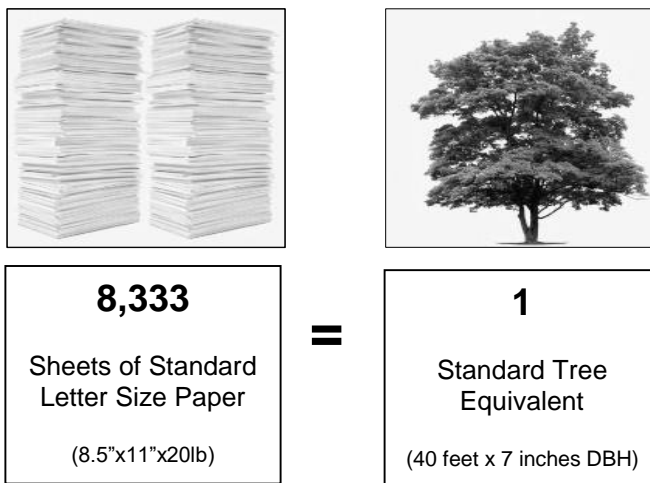 8,333
Sheets of Standard
Letter Size Paper
(8.5”x11”x20lb)
=
1
Standard Tree
Equivalent
(40 feet x 7 inches DBH)